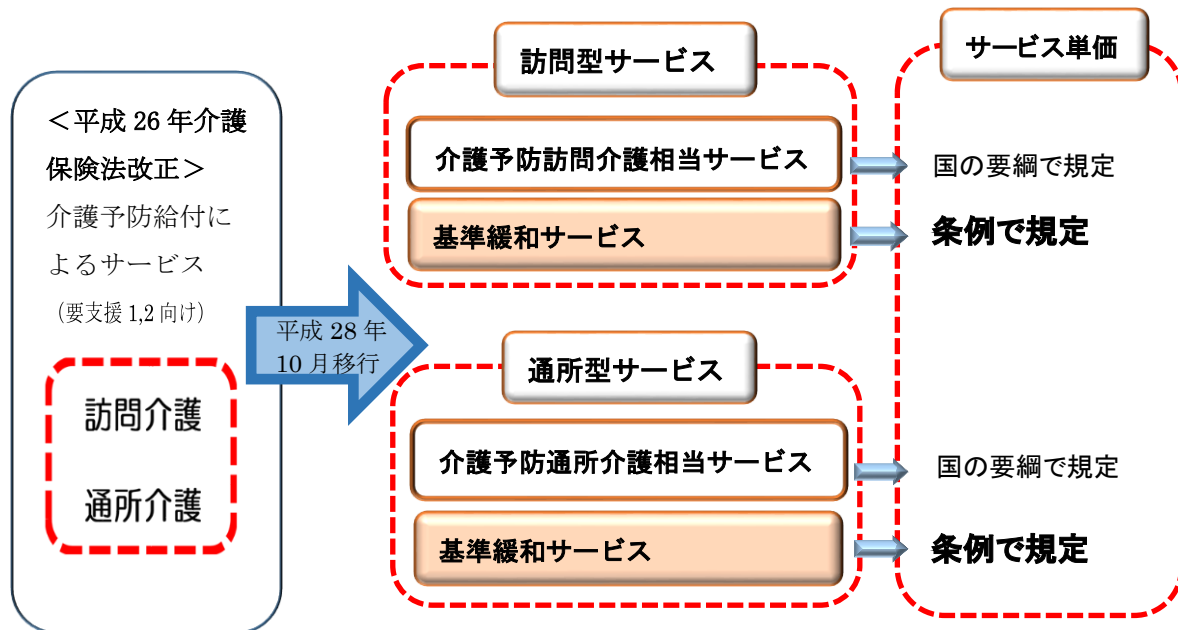 ＜平成 26 年介護
保険法改正＞
介護予防給付に
よるサービス
（要支援 1,2 向け）
訪問介護
通所介護
平成 28 年
10 月移行
訪問型サービス
介護予防訪問介護相当サービス
基準緩和サービス
通所型サービス
介護予防通所介護相当サービス
基準緩和サービス
サービス単価
国の要綱で規定
条例で規定
国の要綱で規定
条例で規定